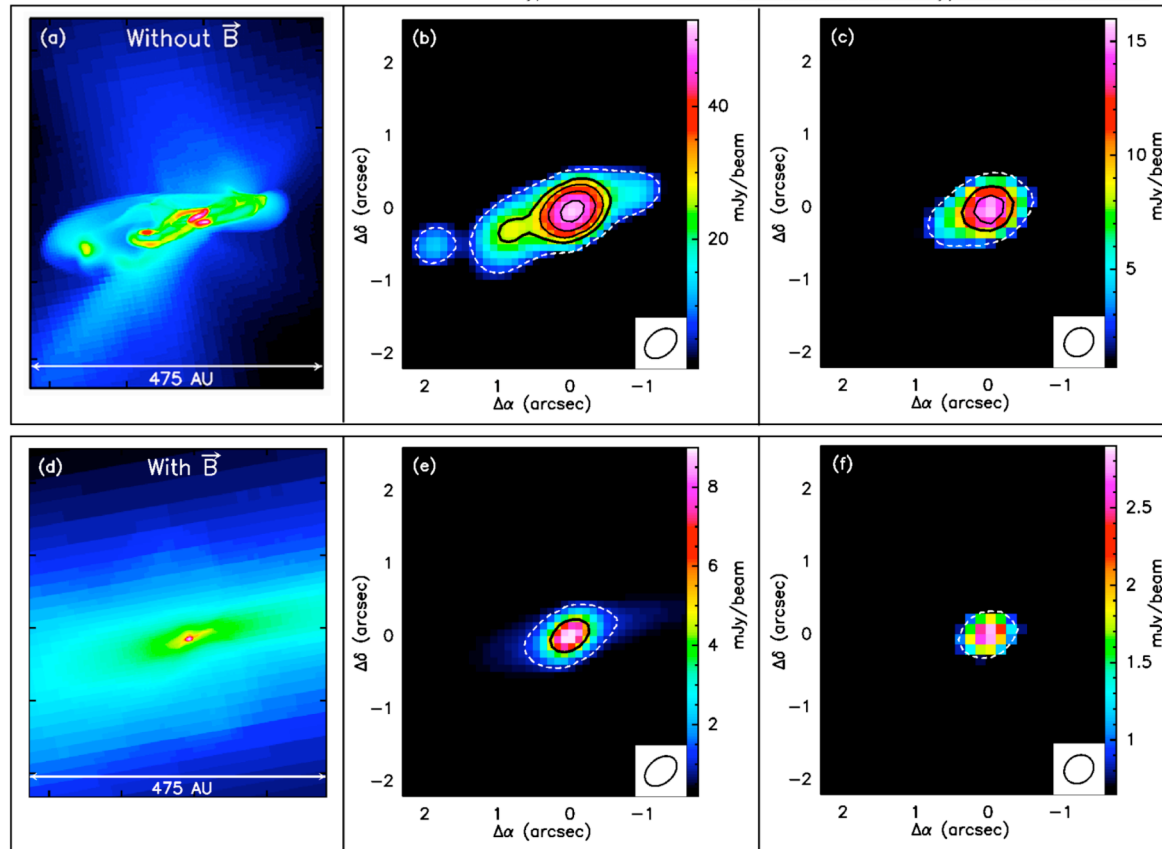 (a) Without B
475 AU
(b)
2
1
0
−1
−2
Δδ (arcsec)
2 1 0 −1
Δα (arcsec)
40
20
mJy/beam
(c)
2
1
0
−1
−2
Δδ (arcsec)
2 1 0 −1
Δα (arcsec)
15
10
5
mJy/beam
(d) With B
475 AU
(e)
2
1
0
−1
−2
Δδ (arcsec)
2 1 0 −1
Δα (arcsec)
8
6
4
2
mJy/beam
(f)
2
1
0
−1
−2
Δδ (arcsec)
2 1 0 −1
Δα (arcsec)
2.5
2
1.5
1
mJy/beam